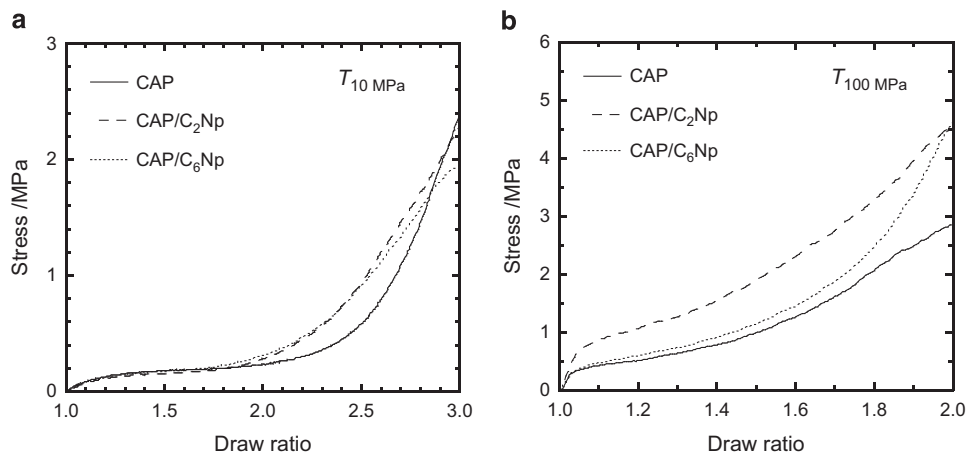 a
3
2
1
0
Stress /MPa
CAP
CAP/C2Np
CAP/C6Np
T10 MPa
1.0 1.5 2.0 2.5 3.0
Draw ratio
b
6
5
4
3
2
1
0
Stress /MPa
CAP
CAP/C2Np
CAP/C6Np
T100 MPa
1.0 1.2 1.4 1.6 1.8 2.0
Draw ratio